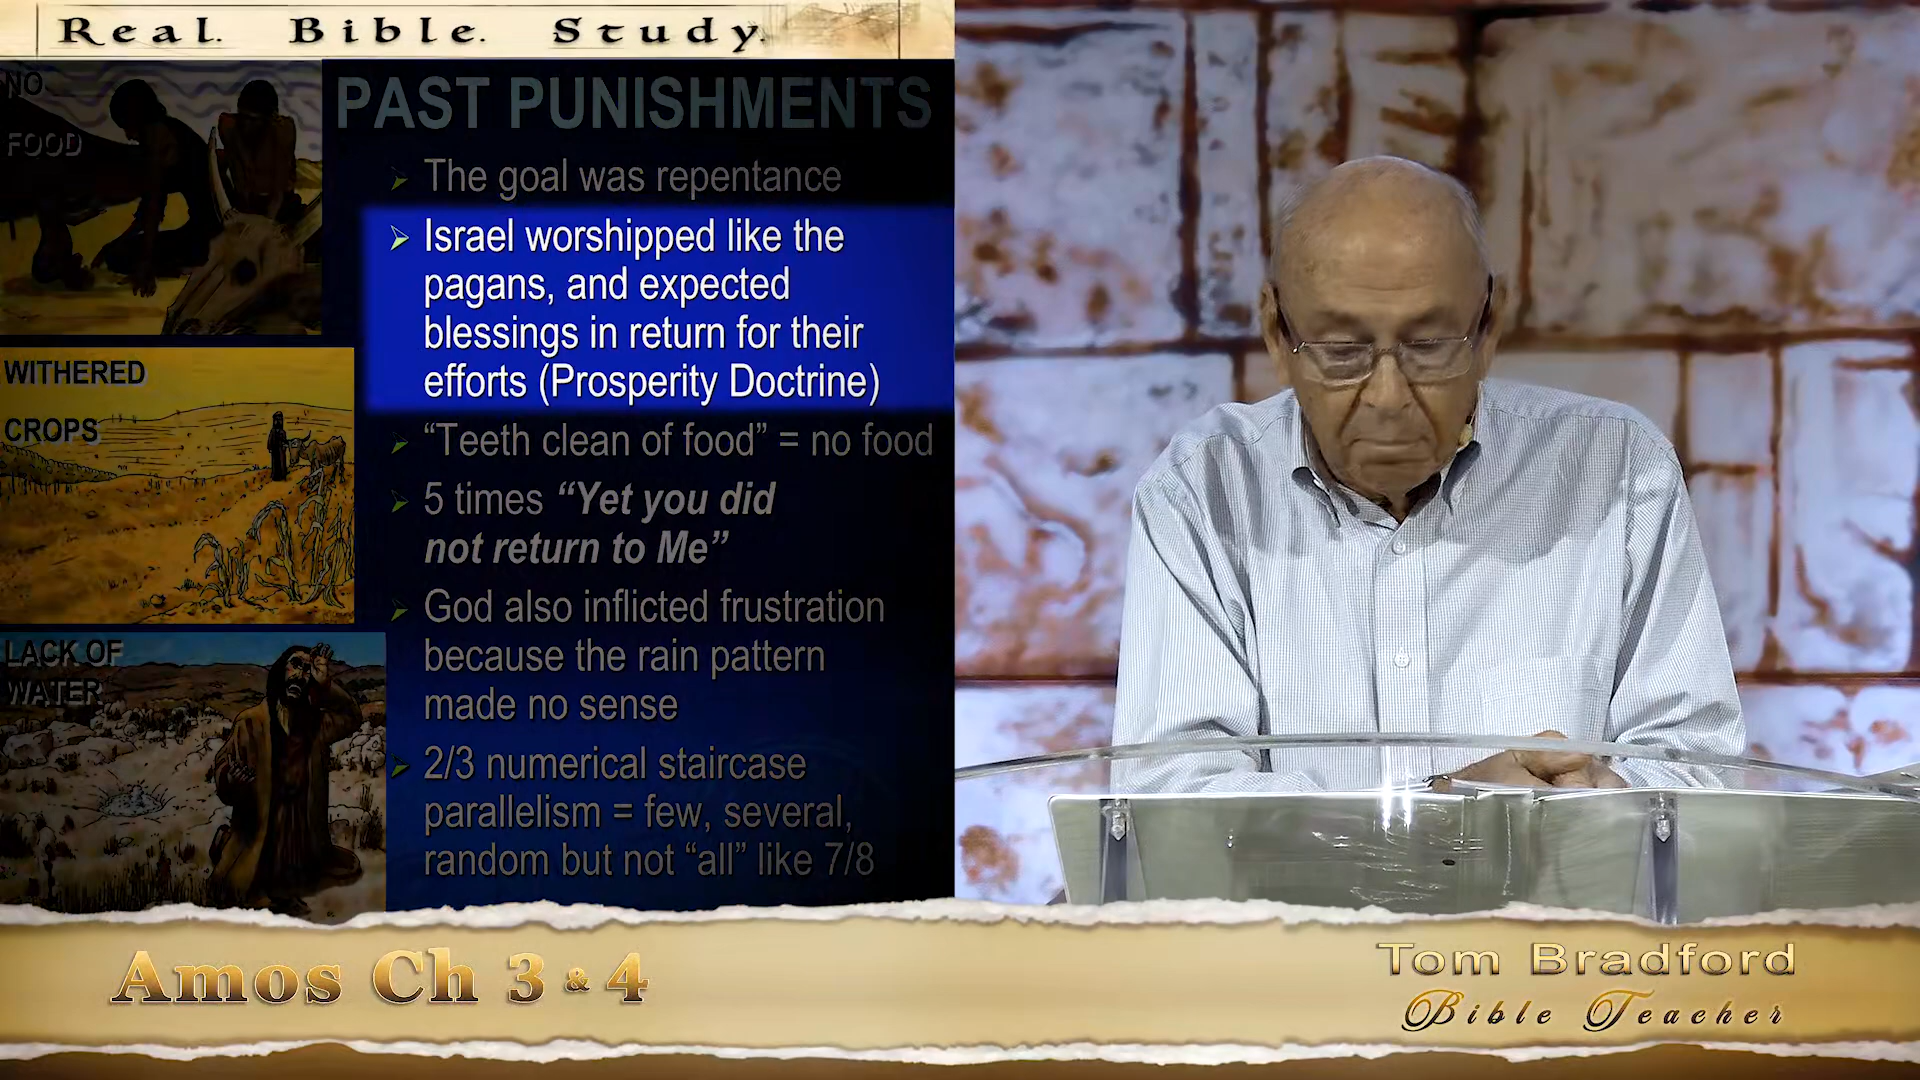 Real. Bible. Study.
NO
FOOD
WITHERED
CROPS
LACK OF
WATER
PAST PUNISHMENTS
The goal was repentance
Israel worshipped like the
pagans, and expected
blessings in return for their
efforts (Prosperity Doctrine)
“Teeth clean of food” = no food
5 times “Yet you did
not return to Me”
God also inflicted frustration
because the rain pattern
made no sense
2/3 numerical staircase
parallelism = few, several,
random but not “all” like 7/8
Amos Ch 3 & 4
Tom Bradford
Bible Teacher